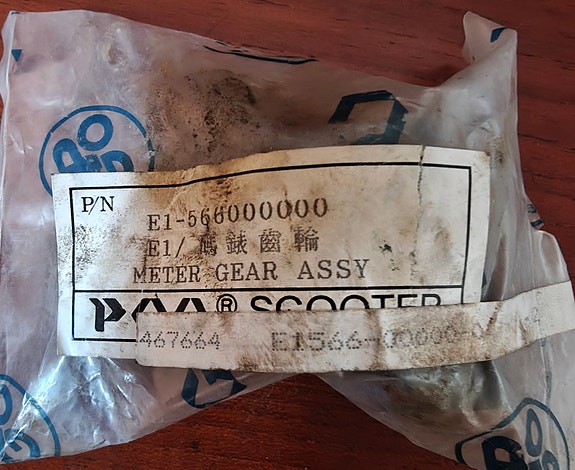 P/N
E1-566000000
E1/碼錶齒輪
METER GEAR ASSY
® SCOOTER
467664